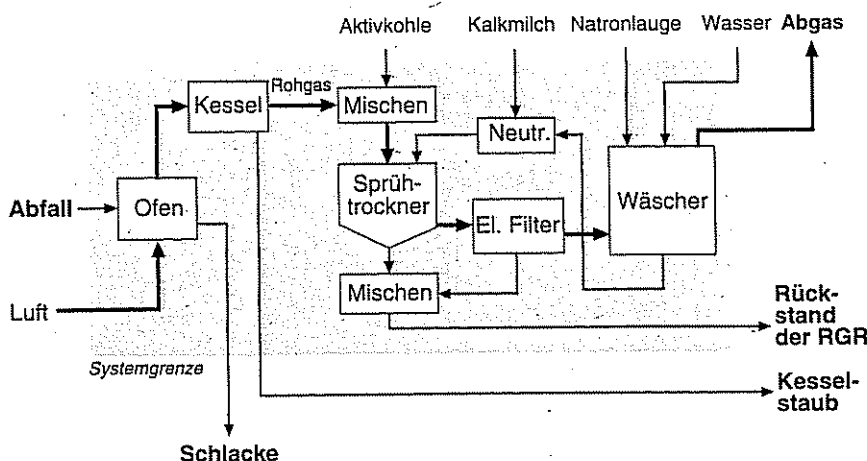 Aktivkohle
Kalkmilch
Natronlauge
Wasser
Abgas
Rohgas
Kessel
Mischen
Neutr.
Sprüh-
trockner
Wäscher
Abfall
Ofen
El. Filter
Mischen
Luft
Rück-
stand
der RGR
Systemgrenze
Kessel-
staub
Schlacke